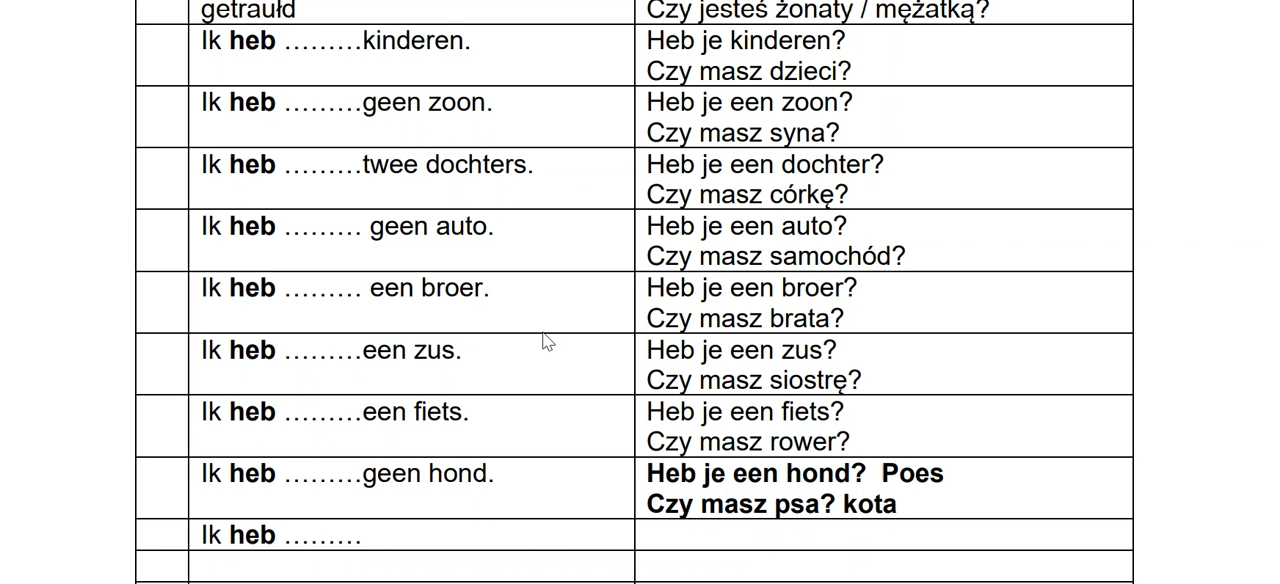 getraułd
Czy jesteś żonaty / mężatką?
Ik heb ………kinderen.
Heb je kinderen?
Czy masz dzieci?
Ik heb ………geen zoon.
Heb je een zoon?
Czy masz syna?
Ik heb ………twee dochters.
Heb je een dochter?
Czy masz córkę?
Ik heb ……… geen auto.
Heb je een auto?
Czy masz samochód?
Ik heb ……… een broer.
Heb je een broer?
Czy masz brata?
Ik heb ………een zus.
Heb je een zus?
Czy masz siostrę?
Ik heb ………een fiets.
Heb je een fiets?
Czy masz rower?
Ik heb ………geen hond.
Heb je een hond?  Poes
Czy masz psa? kota
Ik heb ………